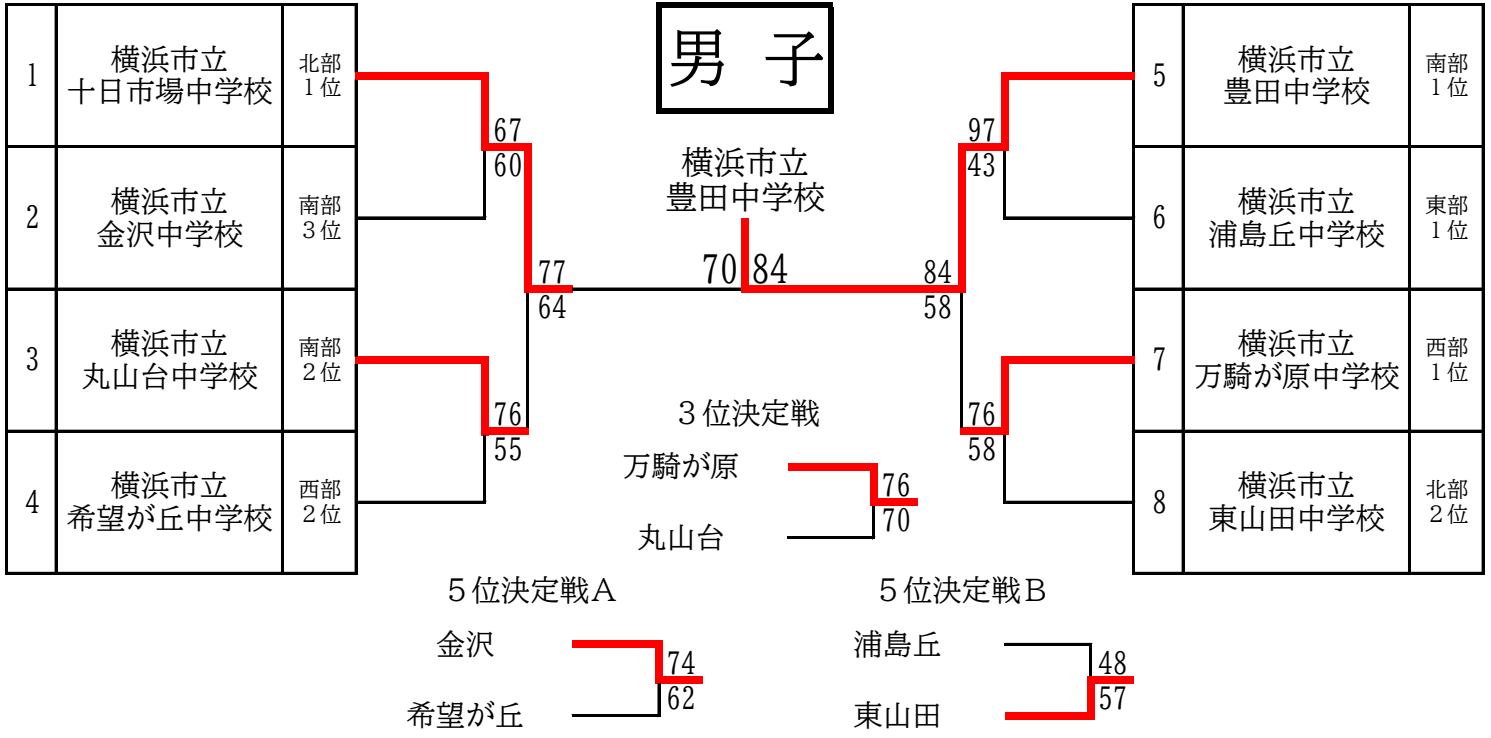 男 子
1
横浜市立
十日市場中学校
北部
1位
2
横浜市立
金沢中学校
南部
3位
3
横浜市立
丸山台中学校
南部
2位
4
横浜市立
希望が丘中学校
西部
2位
67
60
77
64
76
55
横浜市立
豊田中学校
70 84
97
43
84
58
76
58
5
横浜市立
豊田中学校
南部
1位
6
横浜市立
浦島丘中学校
東部
1位
7
横浜市立
万騎が原中学校
西部
1位
8
横浜市立
東山田中学校
北部
2位
3位決定戦
万騎が原
丸山台
76
70
5位決定戦A
金沢
希望が丘
74
62
5位決定戦B
浦島丘
東山田
48
57